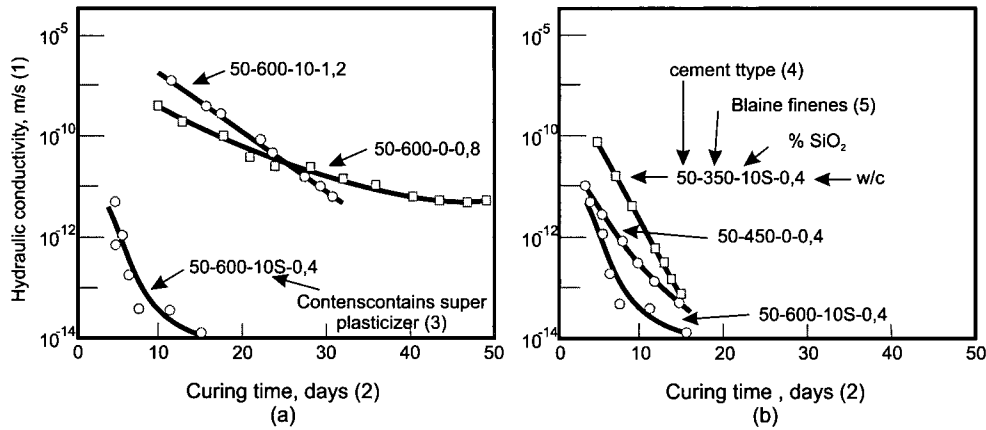 10^-5
10^-10
10^-12
10^-14
Hydraulic conductivity, m/s (1)
50-600-10-1,2
50-600-0-0,8
50-600-10S-0,4
Contenscontains super
plasticizer (3)
10 20 30 40 50
Curing time, days (2)
(a)
10^-5
10^-10
10^-12
10^-14
cement ttype (4)
Blaine finenes (5)
% SiO₂
50-350-10S-0,4
w/c
50-450-0-0,4
50-600-10S-0,4
0 10 20 30 40 50
Curing time , days (2)
(b)